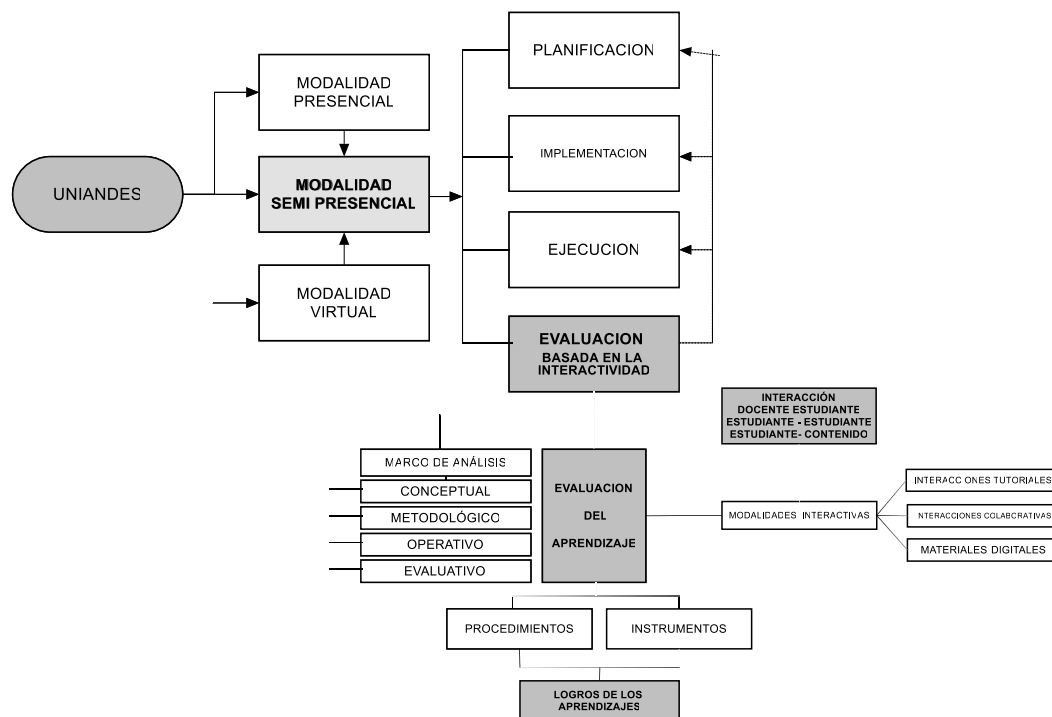 UNIANDES
MODALIDAD
PRESENCIAL
MODALIDAD
SEMI PRESENCIAL
MODALIDAD
VIRTUAL
PLANIFICACION
IMPLEMENTACION
EJECUCION
EVALUACION
BASADA EN LA
INTERACTIVIDAD
INTERACCIÓN
DOCENTE ESTUDIANTE
ESTUDIANTE - ESTUDIANTE
ESTUDIANTE- CONTENIDO
MARCO DE ANÁLISIS
CONCEPTUAL
METODOLÓGICO
OPERATIVO
EVALUATIVO
EVALUACION
DEL
APRENDIZAJE
MODALIDADES INTERACTIVAS
INTERACC ONES TUTORIALES
NTERACCIONES COLABCRATIVAS
MATERIALES DIGITALES
PROCEDIMIENTOS
INSTRUMENTOS
LOGROS DE LOS
APRENDIZAJES